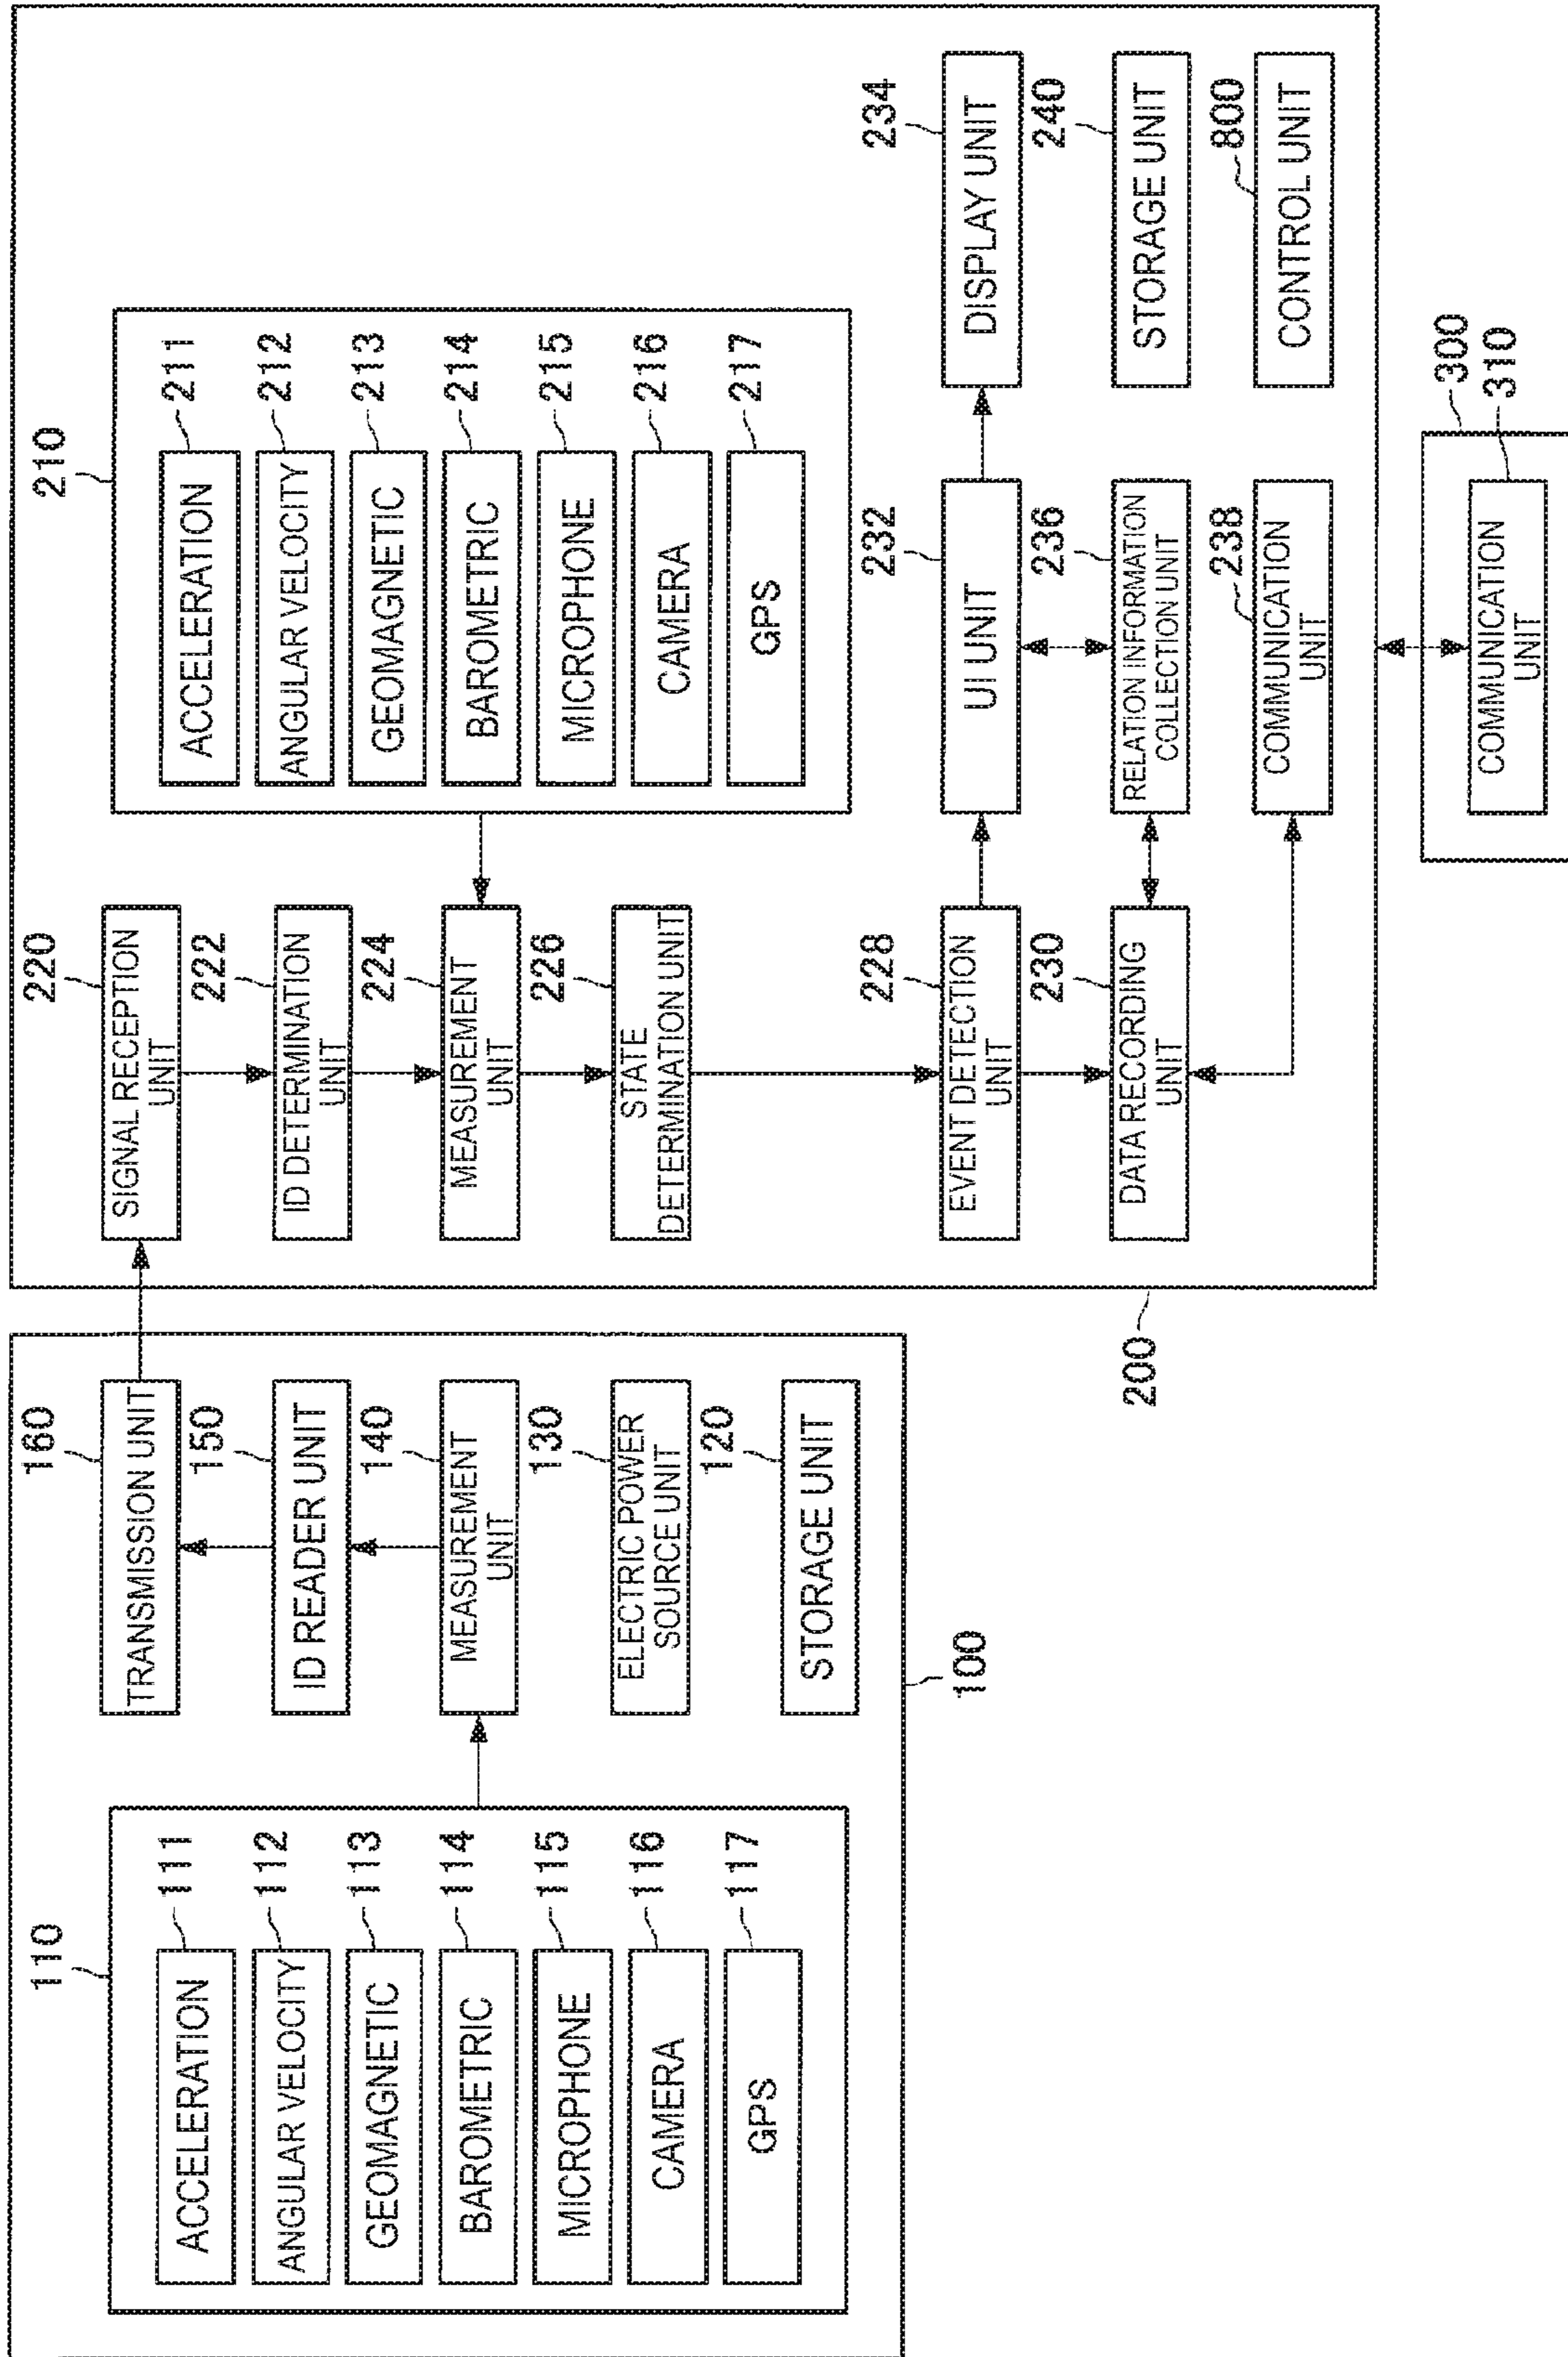 110
ACCELERATION
111
ANGULAR VELOCITY
112
GEOMAGNETIC
113
BAROMETRIC
114
MICROPHONE
115
CAMERA
116
GPS
117
160
TRANSMISSION UNIT
150
ID READER UNIT
140
MEASUREMENT
UNIT
130
ELECTRIC POWER
SOURCE UNIT
120
STORAGE UNIT
100
220
SIGNAL RECEPTION
UNIT
222
ID DETERMINATION
UNIT
224
MEASUREMENT
UNIT
226
STATE
DETERMINATION UNIT
228
EVENT DETECTION
UNIT
230
DATA RECORDING
UNIT
200
210
ACCELERATION
211
ANGULAR VELOCITY
212
GEOMAGNETIC
213
BAROMETRIC
214
MICROPHONE
215
CAMERA
216
GPS
217
232
UI UNIT
236
RELATION INFORMATION
COLLECTION UNIT
238
COMMUNICATION
UNIT
234
DISPLAY UNIT
240
STORAGE UNIT
800
CONTROL UNIT
300
310
COMMUNICATION
UNIT